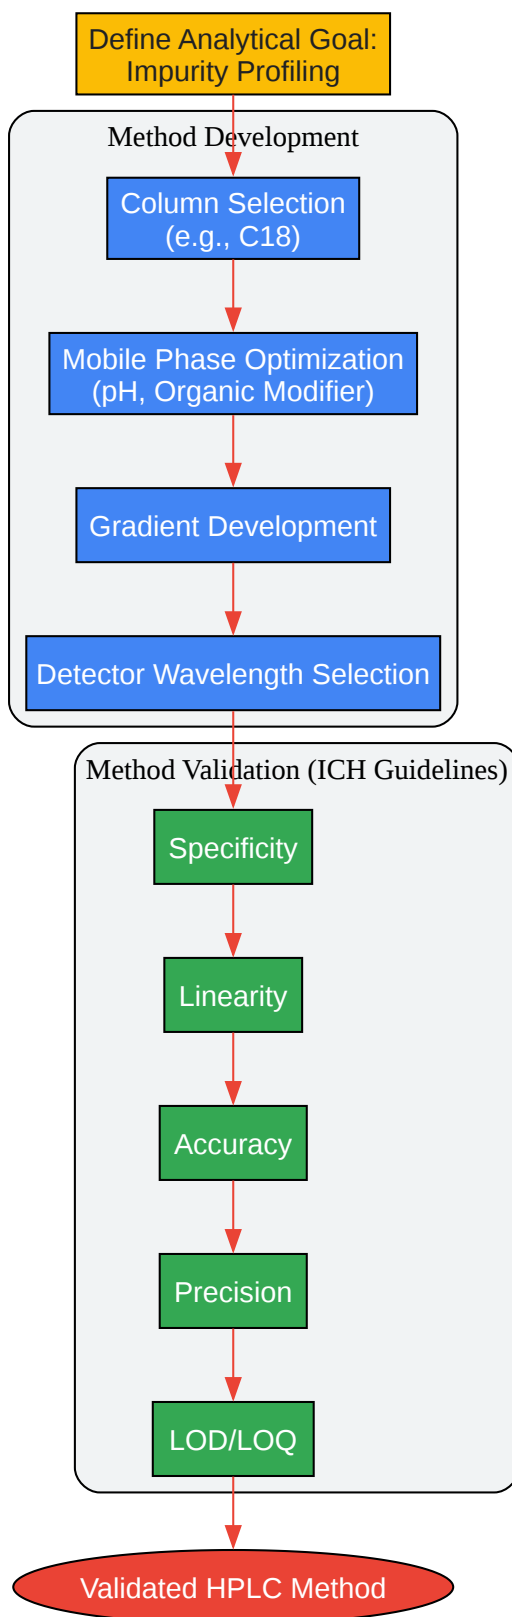 Define Analytical Goal:
Impurity Profiling
Method Development
Column Selection
(e.g., C18)
Mobile Phase Optimization
(pH, Organic Modifier)
Gradient Development
Detector Wavelength Selection
Method Validation (ICH Guidelines)
Specificity
Linearity
Accuracy
Precision
LOD/LOQ
Validated HPLC Method